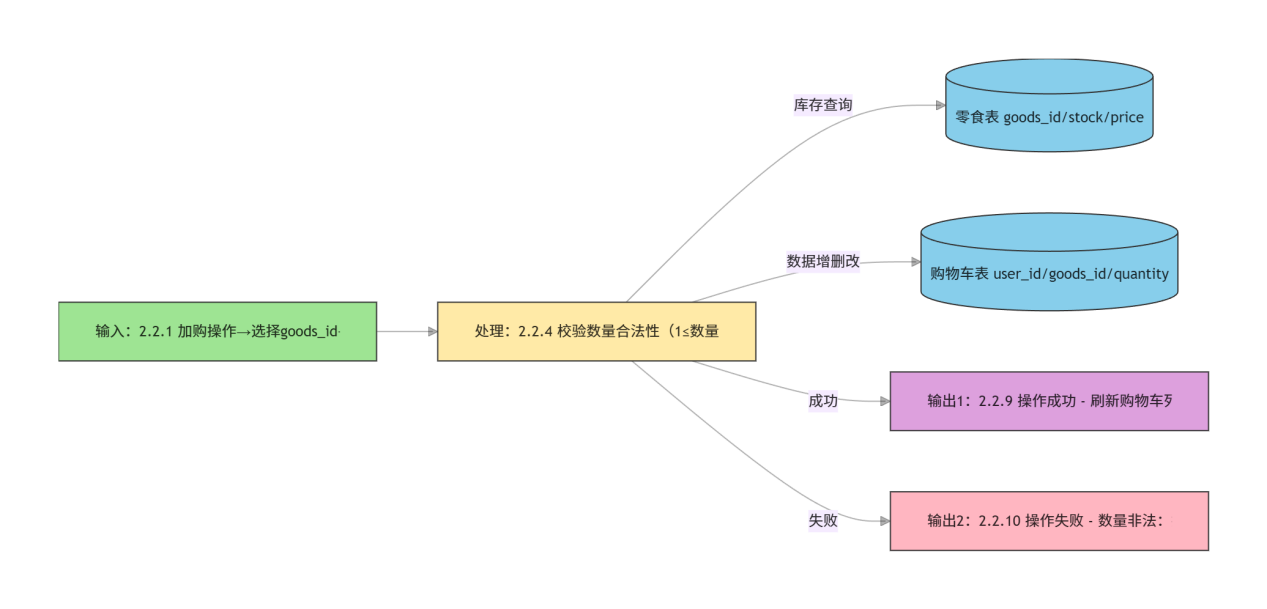 库存查询
零食表 goods_id/stock/price
数据增删改
购物车表 user_id/goods_id/quantity
输入：2.2.1 加购操作→选择goods_id
处理：2.2.4 校验数量合法性（1≤数量
成功
输出1：2.2.9 操作成功 - 刷新购物车
失败
输出2：2.2.10 操作失败 - 数量非法：